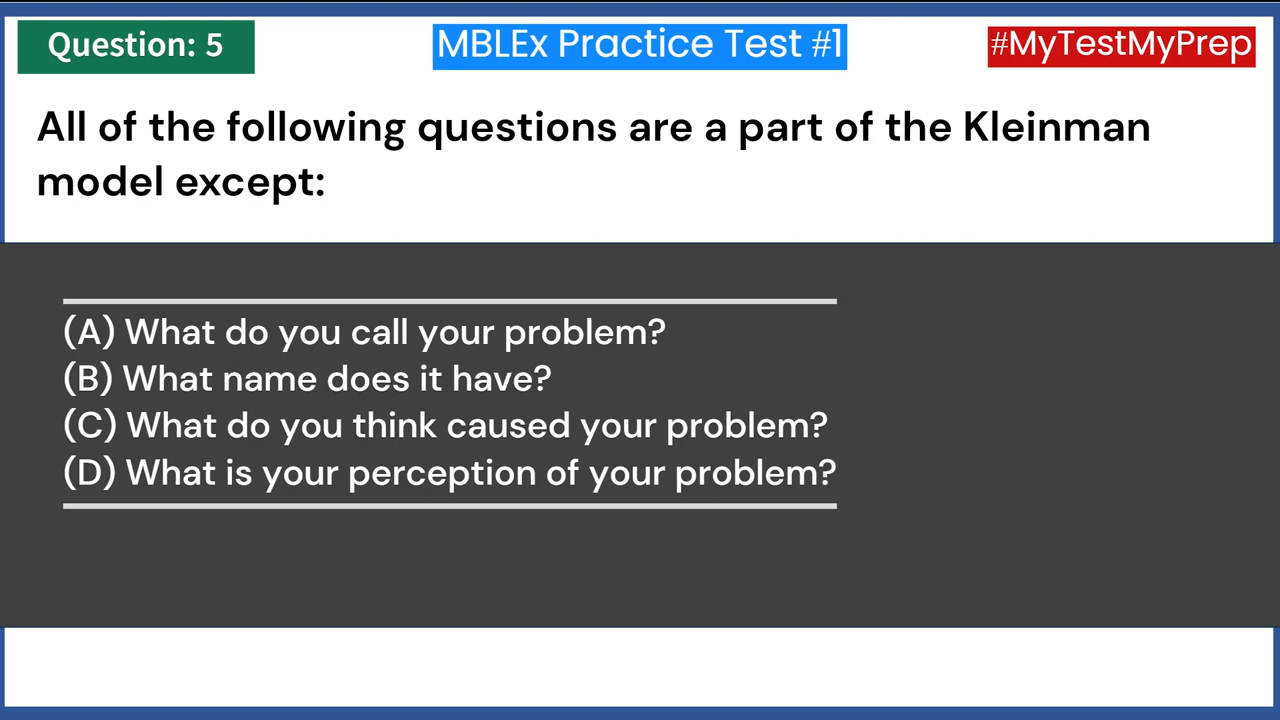 Question: 5
MBLEx Practice Test #1
#MyTestMyPrep
All of the following questions are a part of the Kleinman
model except:
(A) What do you call your problem?
(B) What name does it have?
(C) What do you think caused your problem?
(D) What is your perception of your problem?